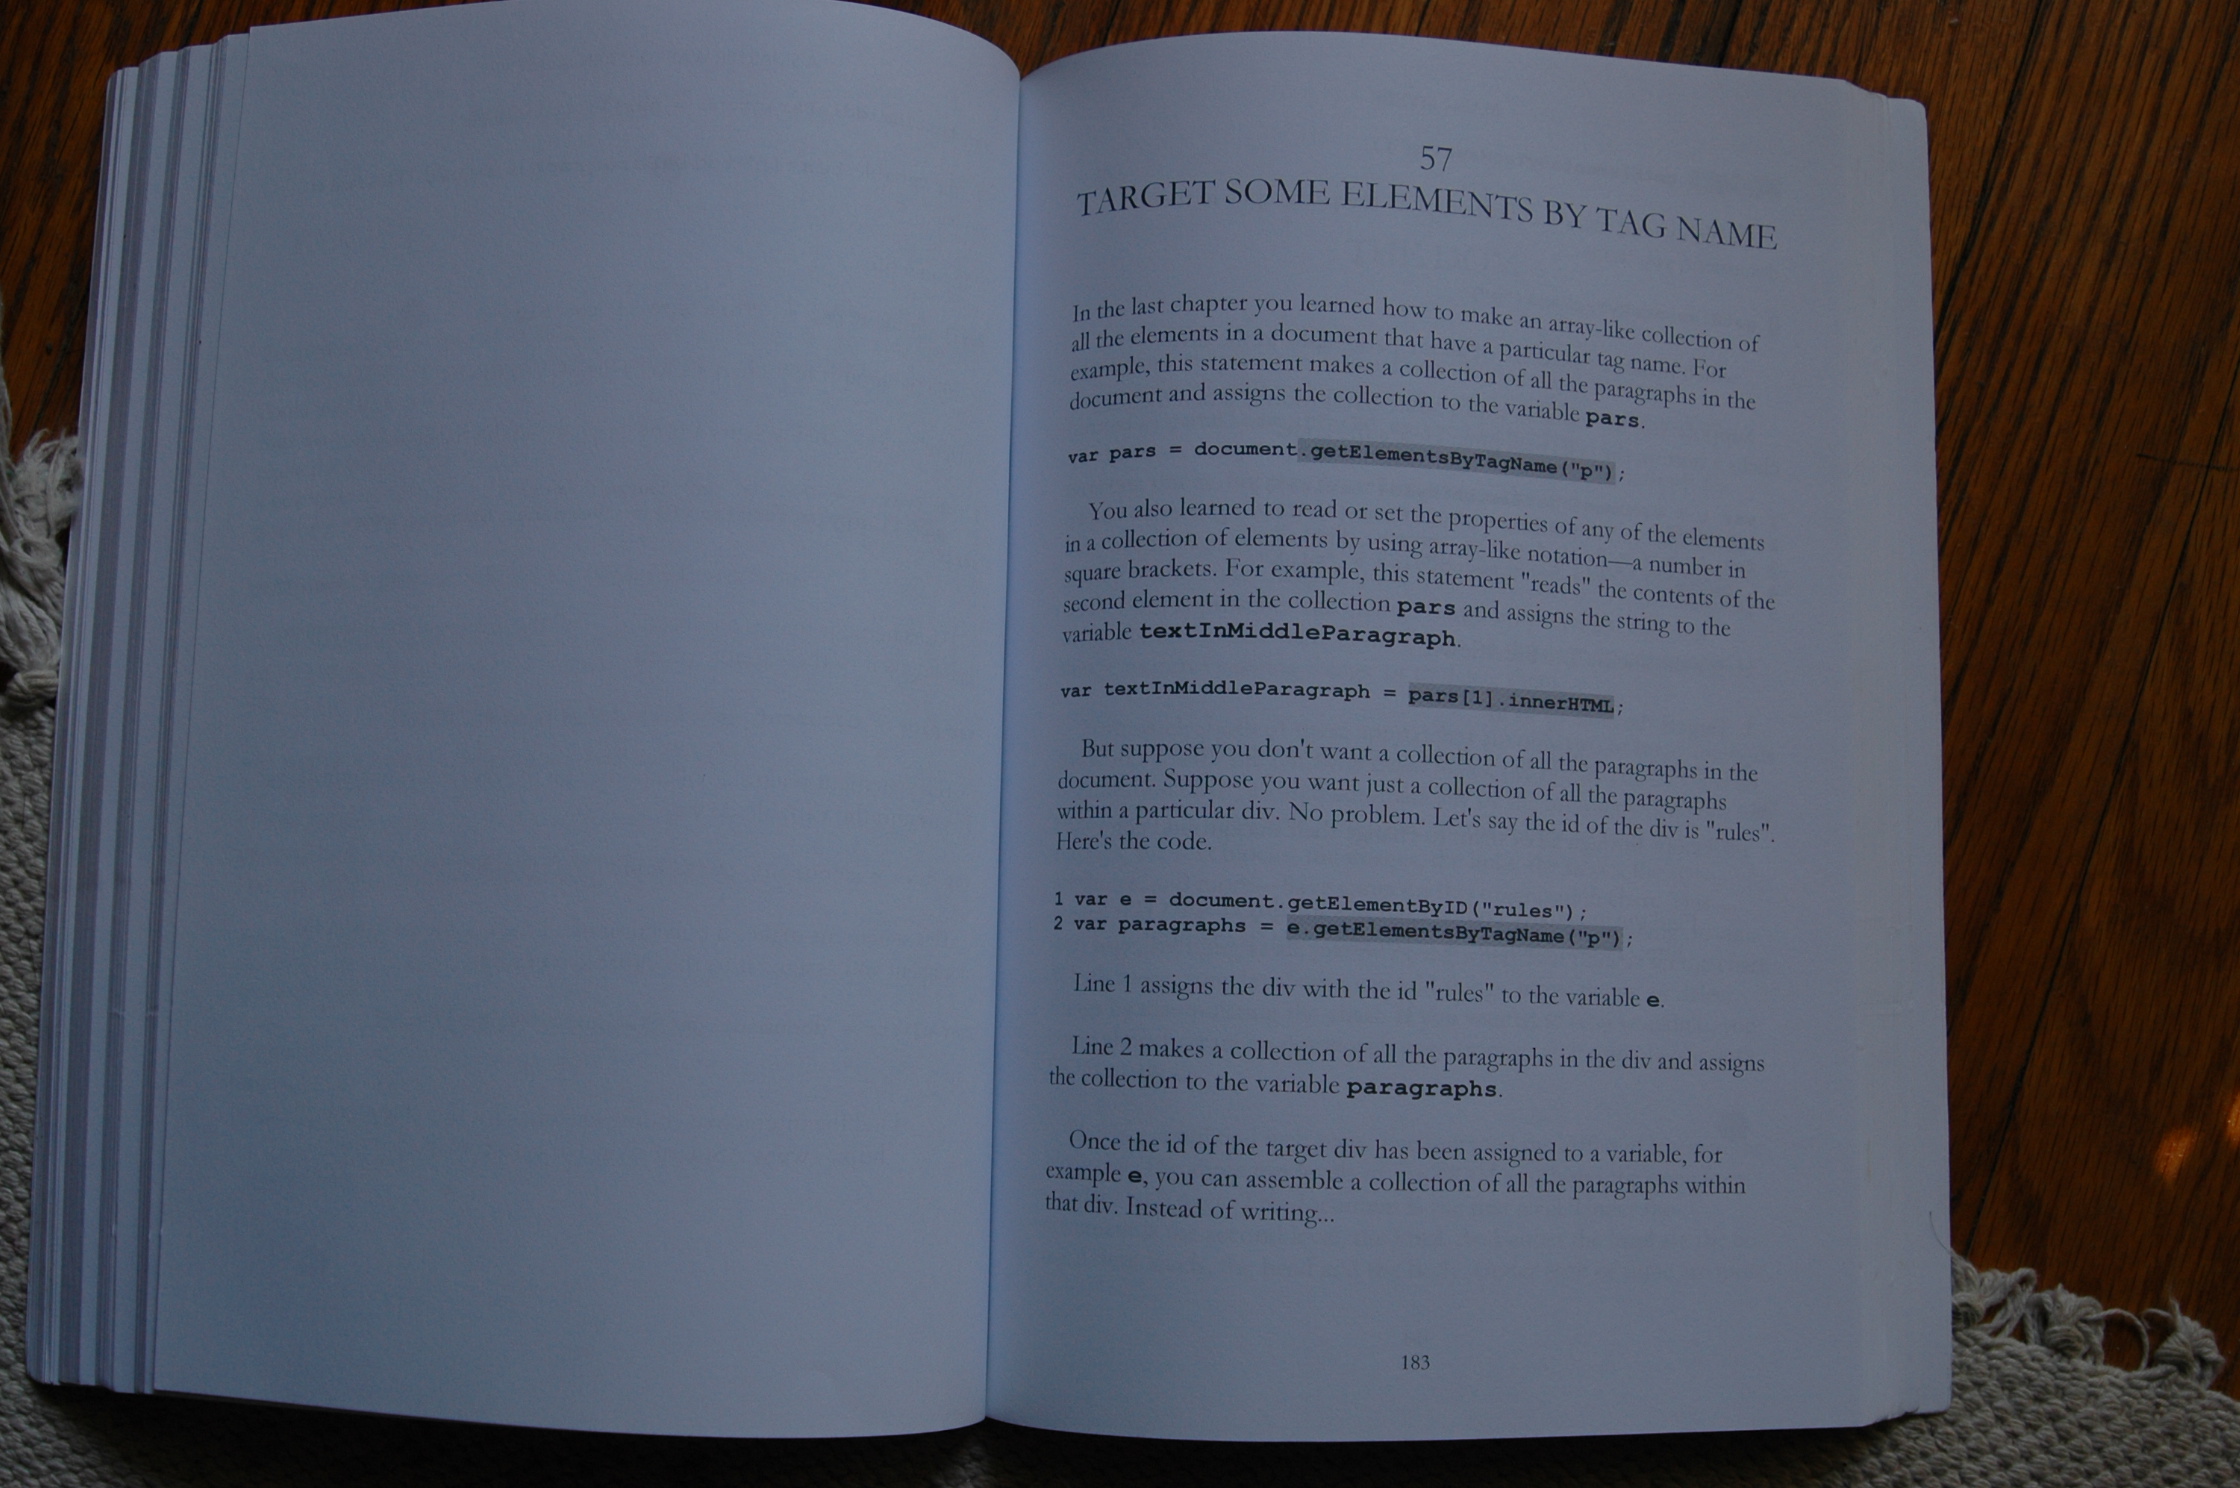 57
TARGET SOME ELEMENTS BY TAG NAME
In the last chapter you learned how to make an array-like collection of
all the elements in a document that have a particular tag name. For
example, this statement makes a collection of all the paragraphs in the
document and assigns the collection to the variable pars.
var pars = document.getElementsByTagName("p");
You also learned to read or set the properties of any of the elements
in a collection of elements by using array-like notation—a number in
square brackets. For example, this statement "reads" the contents of the
second element in the collection pars and assigns the string to the
variable textInMiddleParagraph.
var textInMiddleParagraph = pars[1].innerHTML;
But suppose you don't want a collection of all the paragraphs in the
document. Suppose you want just a collection of all the paragraphs
within a particular div. No problem. Let's say the id of the div is "rules".
Here's the code.
1 var e = document.getElementByID("rules");
2 var paragraphs = e.getElementsByTagName("p");
Line 1 assigns the div with the id "rules" to the variable e.
Line 2 makes a collection of all the paragraphs in the div and assigns
the collection to the variable paragraphs.
Once the id of the target div has been assigned to a variable, for
example e, you can assemble a collection of all the paragraphs within
that div. Instead of writing...
183